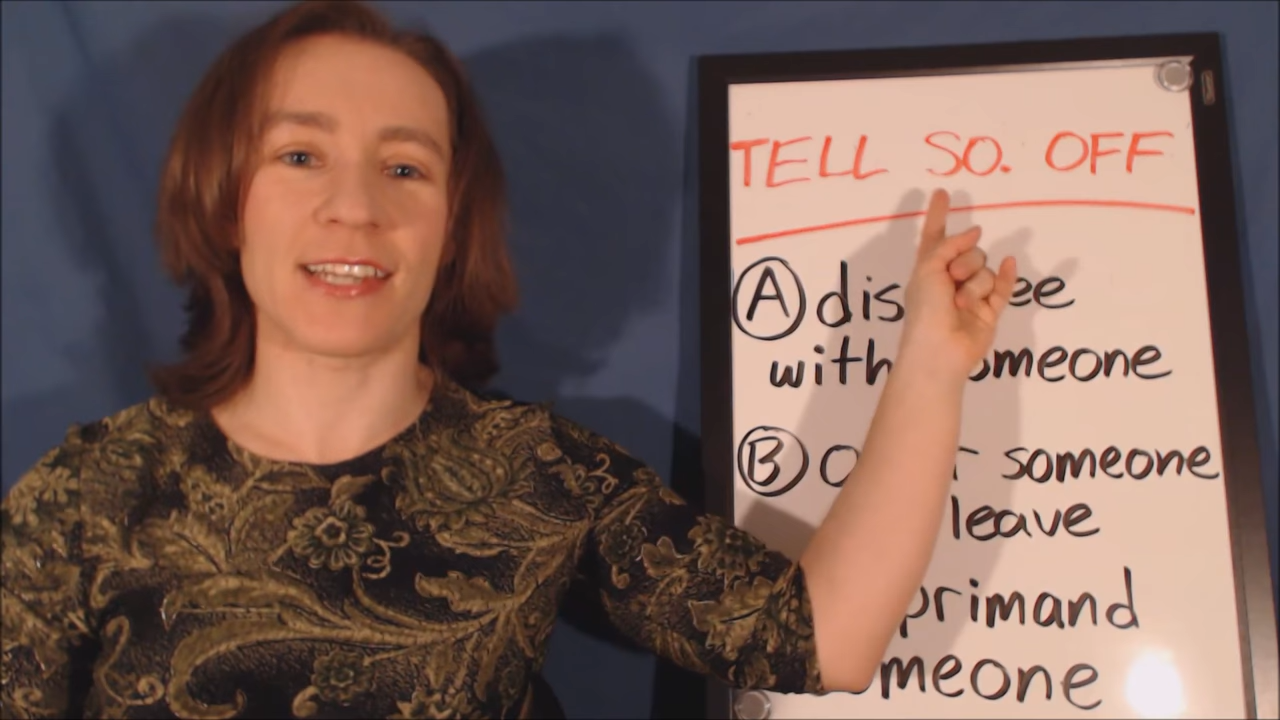 TELL SO. OFF
A dis ee
with omeone
B O r someone
leave
primand
meone